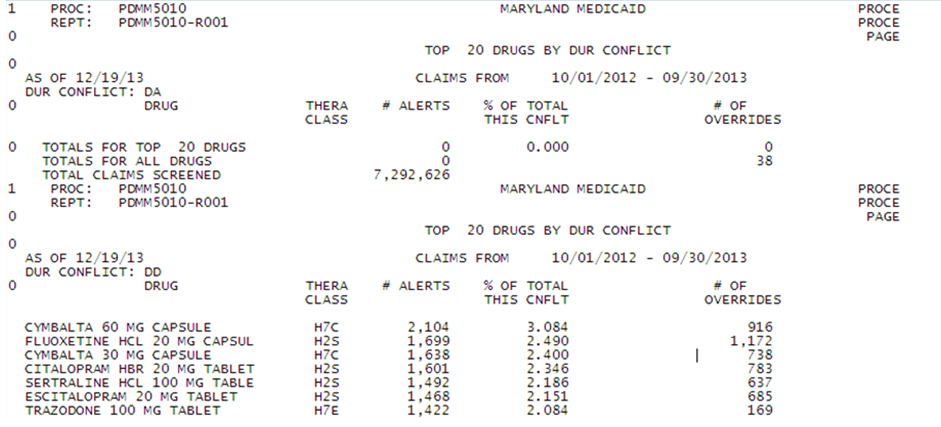 1 PROC: PDMM5010 MARYLAND MEDICAID PROCE
REPT: PDMM5010-R001 PROCE
0 PAGE
TOP 20 DRUGS BY DUR CONFLICT
0
AS OF 12/19/13 CLAIMS FROM 10/01/2012 - 09/30/2013
DUR CONFLICT: DA
0 DRUG THERA # ALERTS % OF TOTAL # OF
CLASS THIS CNFLT OVERRIDES
0 TOTALS FOR TOP 20 DRUGS 0 0.000 0
TOTALS FOR ALL DRUGS 0 38
TOTAL CLAIMS SCREENED 7,292,626
1 PROC: PDMM5010 MARYLAND MEDICAID PROCE
REPT: PDMM5010-R001 PROCE
0 PAGE
TOP 20 DRUGS BY DUR CONFLICT
0
AS OF 12/19/13 CLAIMS FROM 10/01/2012 - 09/30/2013
DUR CONFLICT: DD
0 DRUG THERA # ALERTS % OF TOTAL # OF
CLASS THIS CNFLT OVERRIDES
CYMBALTA 60 MG CAPSULE H7C 2,104 3.084 916
FLUOXETINE HCL 20 MG CAPSUL H2S 1,699 2.490 1,172
CYMBALTA 30 MG CAPSULE H7C 1,638 2.400 738
CITALOPRAM HBR 20 MG TABLET H2S 1,601 2.346 783
SERTRALINE HCL 100 MG TABLE H2S 1,492 2.186 637
ESCITALOPRAM 20 MG TABLET H2S 1,468 2.151 685
TRAZODONE 100 MG TABLET H7E 1,422 2.084 169